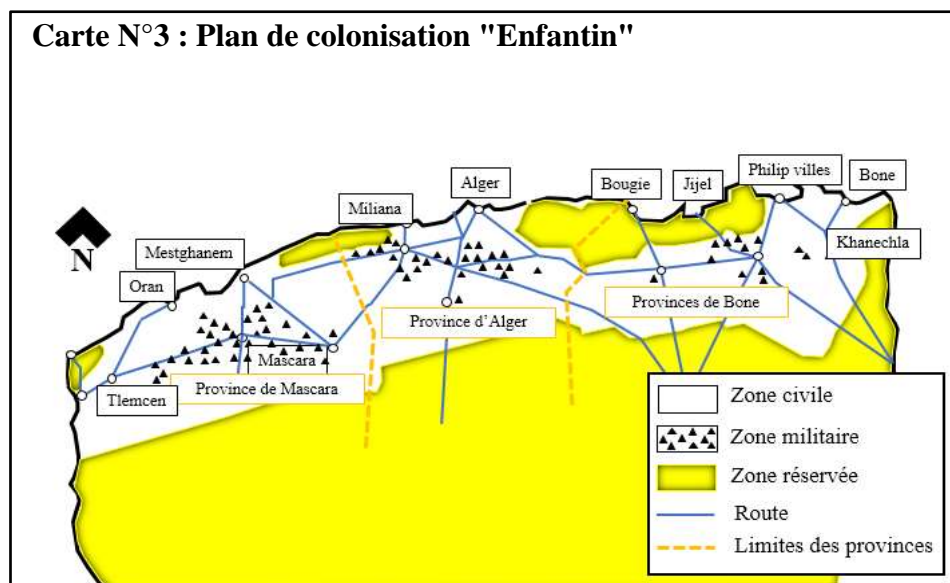 Carte N°3 : Plan de colonisation "Enfantin"
Philip villes
Alger
Bougie
Jijel
Bone
Miliana
N
Mestghanem
Khanechla
Oran
Provinces de Bone
Province d’Alger
Mascara
Province de Mascara
Tlemcen
Zone civile
Zone militaire
Zone réservée
Route
Limites des provinces